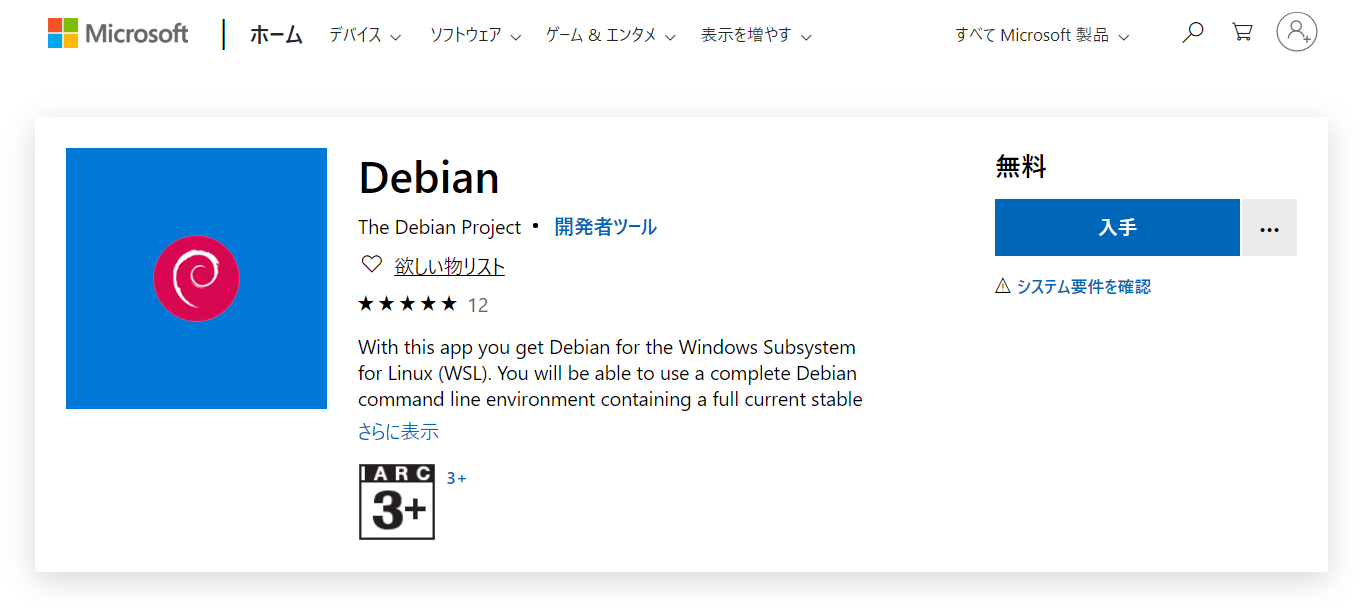 Microsoft ホーム デバイス ソフトウェア ゲーム & エンタメ 表示を増やす すべて Microsoft 製品
Debian
The Debian Project • 開発者ツール
欲しい物リスト
★★★★★ 12
With this app you get Debian for the Windows Subsystem
for Linux (WSL). You will be able to use a complete Debian
command line environment containing a full current stable
さらに表示
IARC
3+
3+
無料
入手 ...
システム要件を確認